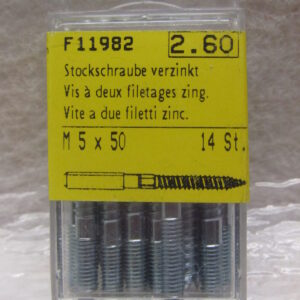 F11982 2.60
Stockschraube verzinkt
Vis à deux filetages zing.
Vite a due filetti zinc.
M 5 x 50 14 St.